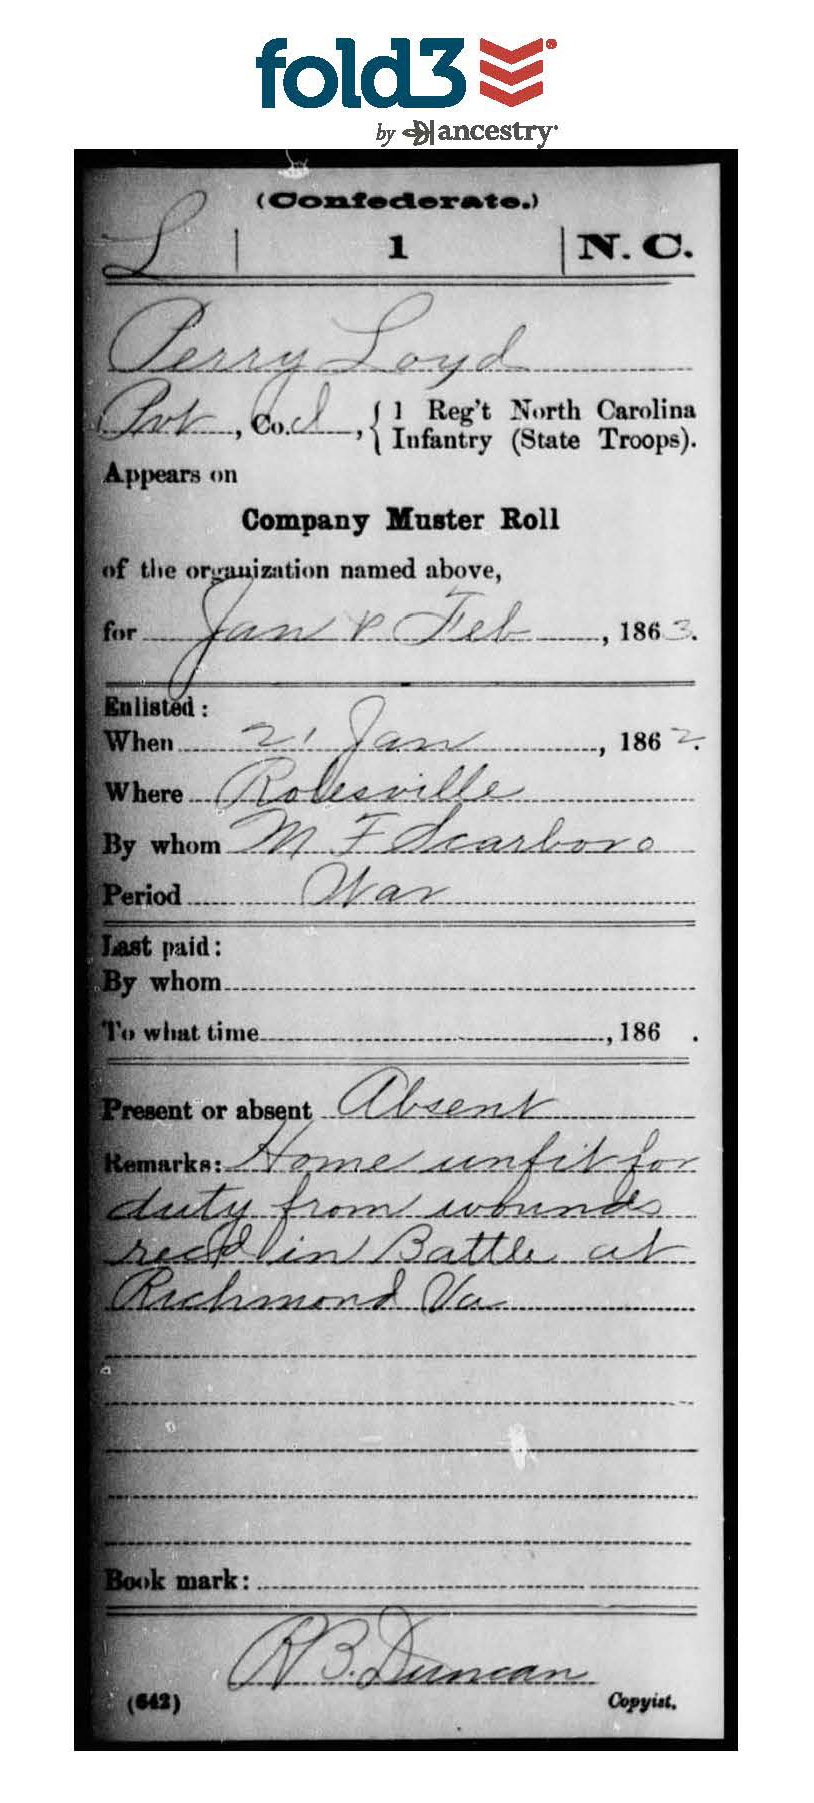 fold3®
by ancestry
(Confederate.)
L | 1 | N. C.
Perry Loyd
Pvt, Co. I, { 1 Reg't North Carolina
Infantry (State Troops).
Appears on
Company Muster Roll
of the organization named above,
for Jan & Feb, 1863.
Enlisted:
When 21 Jan, 1862.
Where Rolesville
By whom M F Scarboro
Period War
Last paid:
By whom
To what time, 186 .
Present or absent Absent
Remarks: Home unfit for
duty from wounds
recd in Battle at
Richmond Va
Book mark:
R B. Duncan
(642) Copyist.